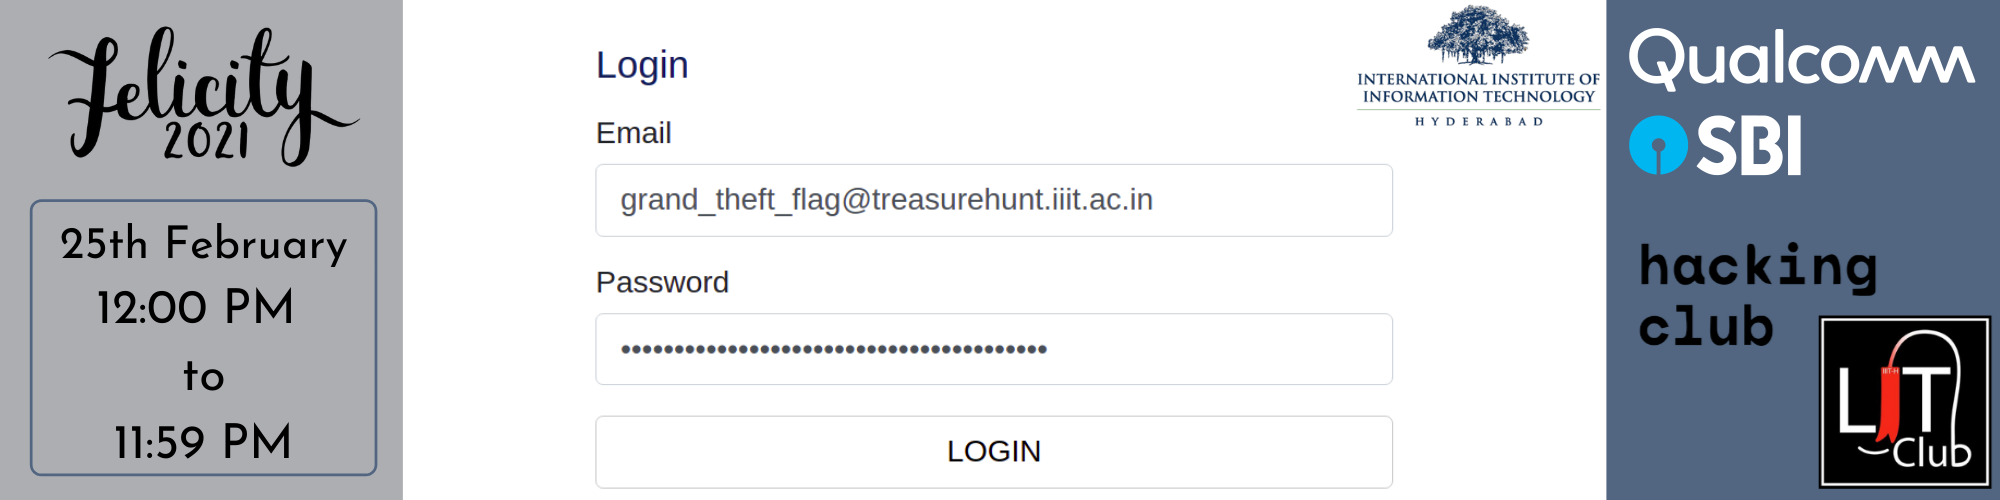 Felicity
2021
25th February
12:00 PM
to
11:59 PM
Login
Email
grand_theft_flag@treasurehunt.iiit.ac.in
Password
••••••••••••••••••••••••••••••••••••••••
LOGIN
INTERNATIONAL INSTITUTE OF
INFORMATION TECHNOLOGY
HYDERABAD
Qualcomm
SBI
hacking
club
IIIT-H
LIT
Club